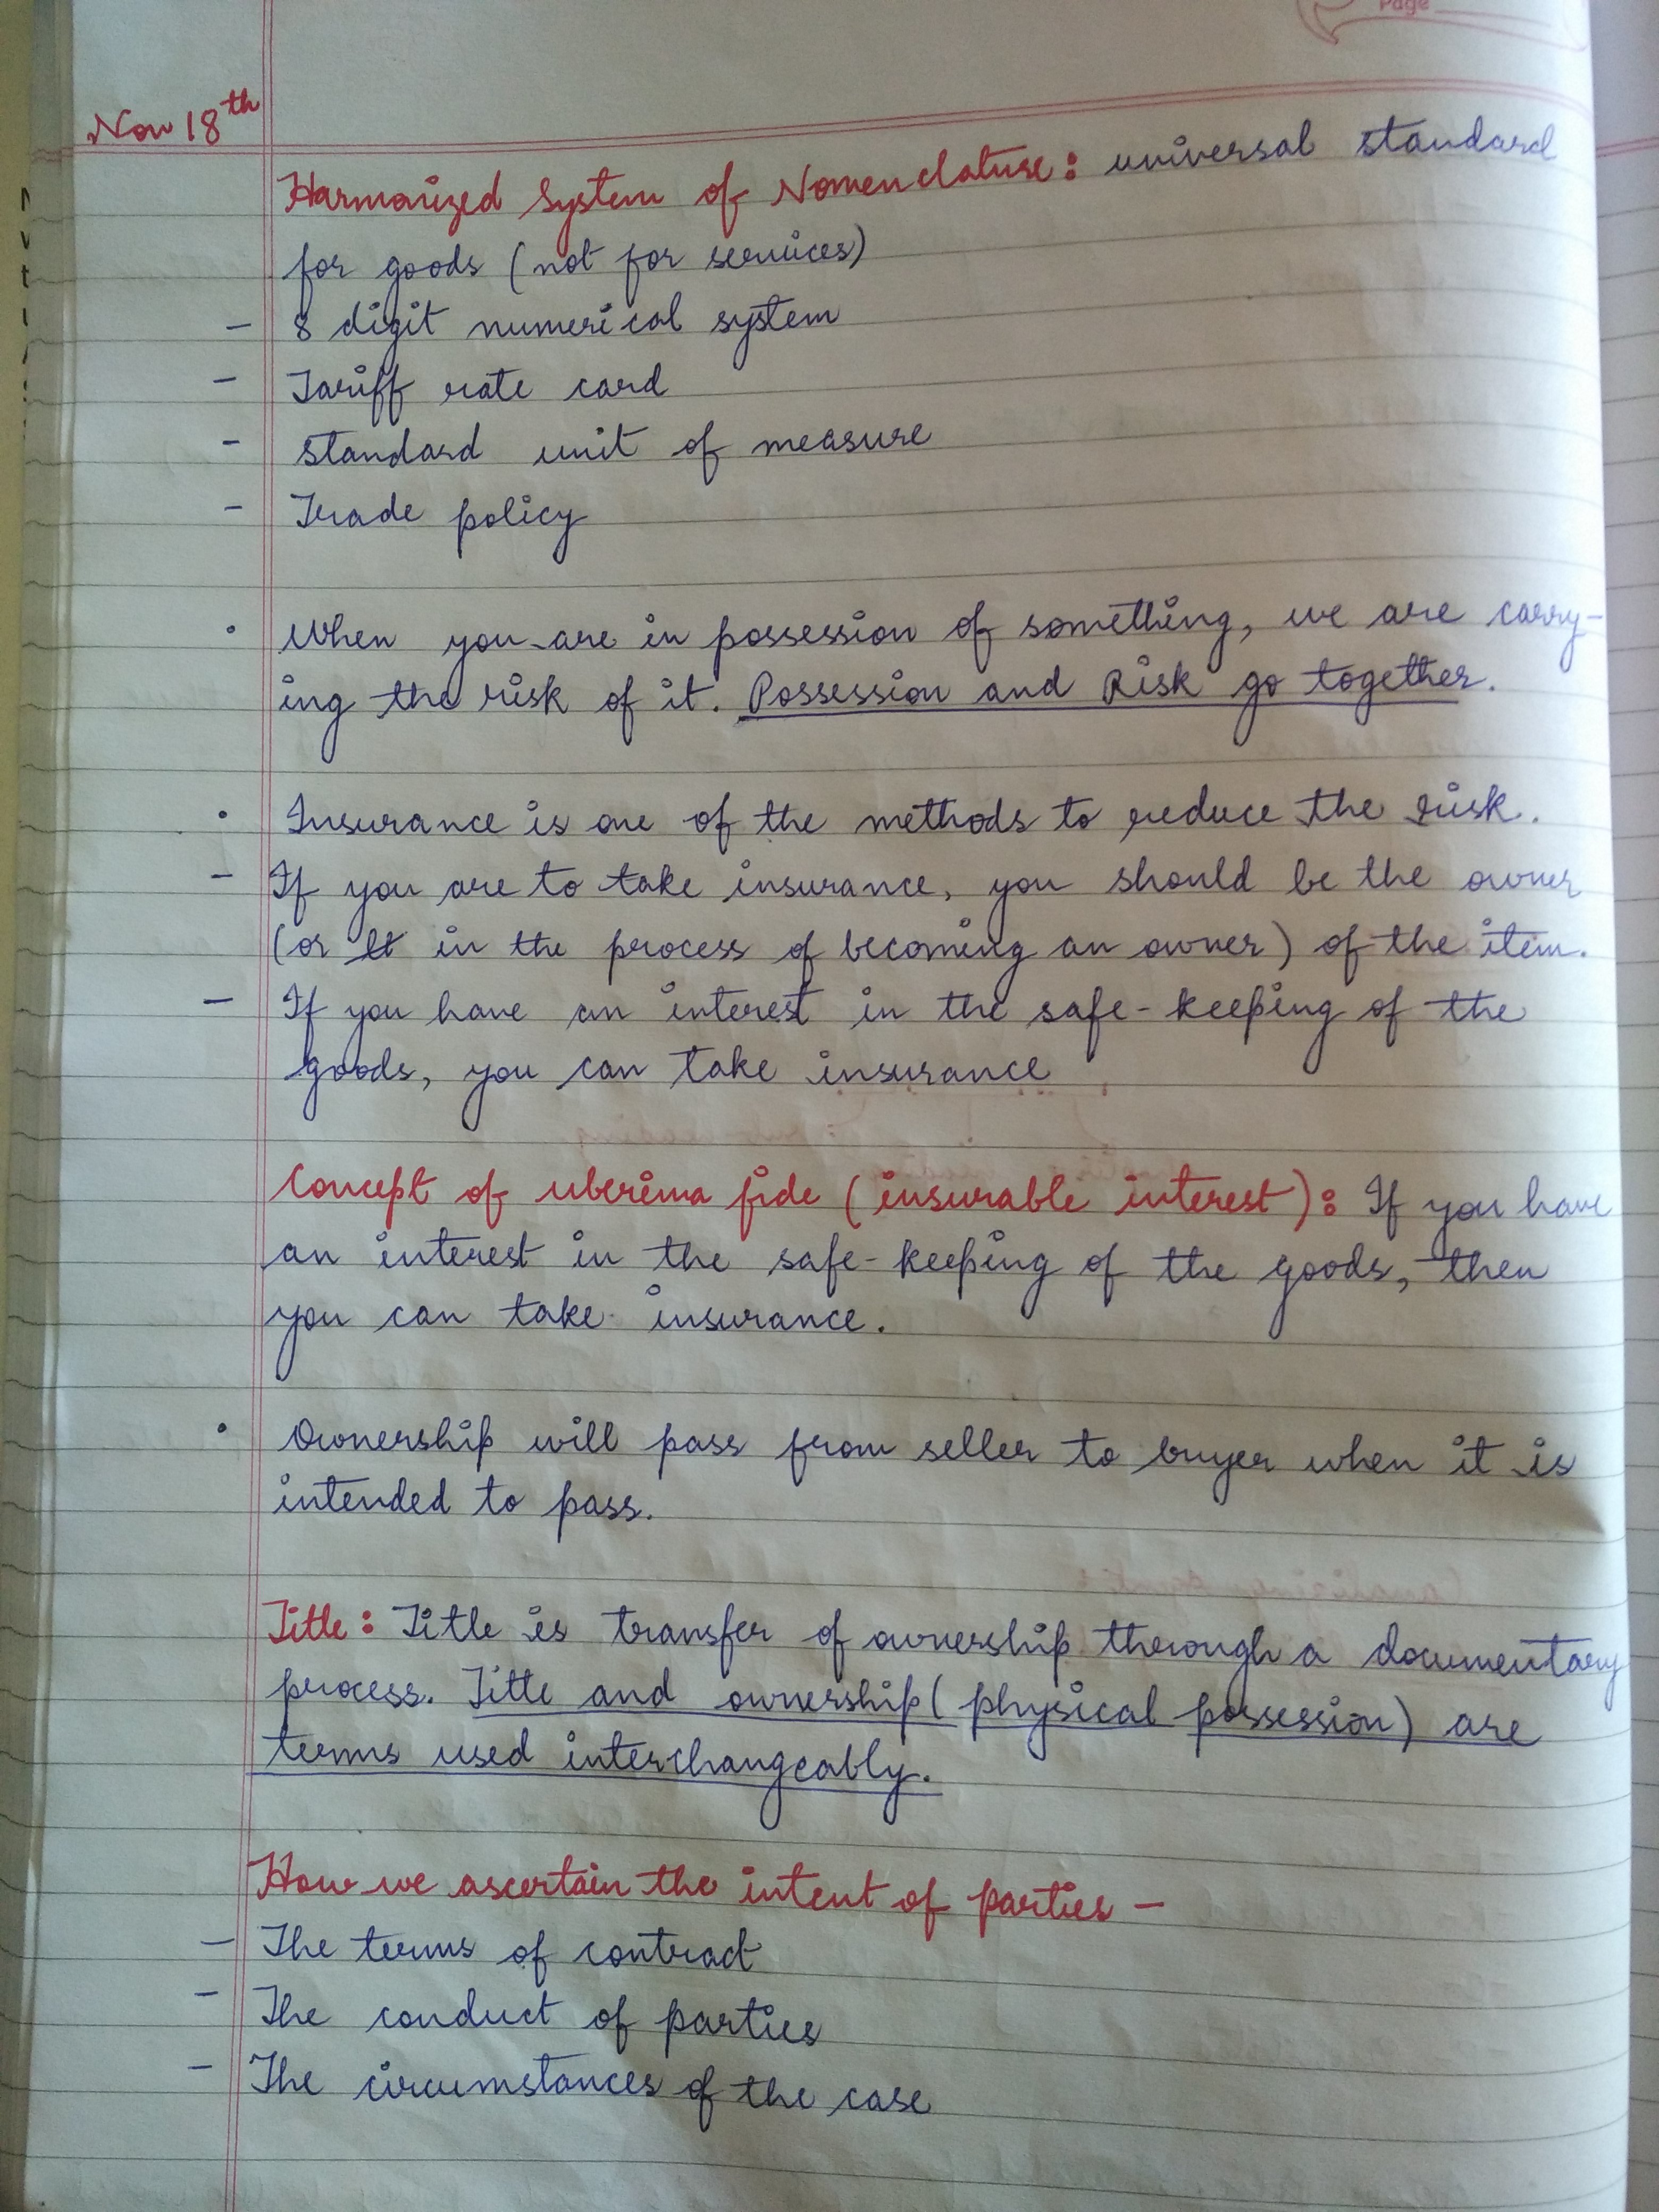 Page
Nov 18th
Harmonized System of Nomenclature: universal standard
for goods (not for services)
- 8 digit numerical system
- Tariff rate card
- Standard unit of measure
- Trade policy
• When you are in possession of something, we are carry-
ing the risk of it. Possession and Risk go together.
• Insurance is one of the methods to reduce the risk.
- If you are to take insurance, you should be the owner
(or in the process of becoming an owner) of the item.
- If you have an interest in the safe-keeping of the
goods, you can take insurance
Concept of uberima fide (insurable interest): If you have
an interest in the safe-keeping of the goods, then
you can take insurance.
• Ownership will pass from seller to buyer when it is
intended to pass.
Title: Title is transfer of ownership through a documentary
process. Title and ownership (physical possession) are
terms used interchangeably.
How we ascertain the intent of parties -
- The terms of contract
- The conduct of parties
- The circumstances of the case